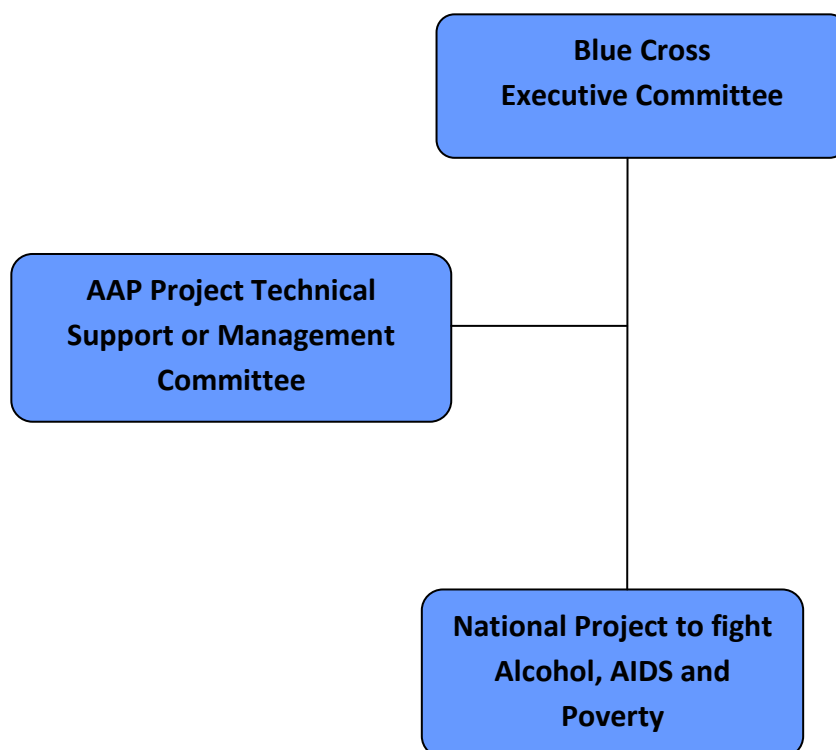 Blue Cross
Executive Committee
AAP Project Technical
Support or Management
Committee
National Project to fight
Alcohol, AIDS and
Poverty